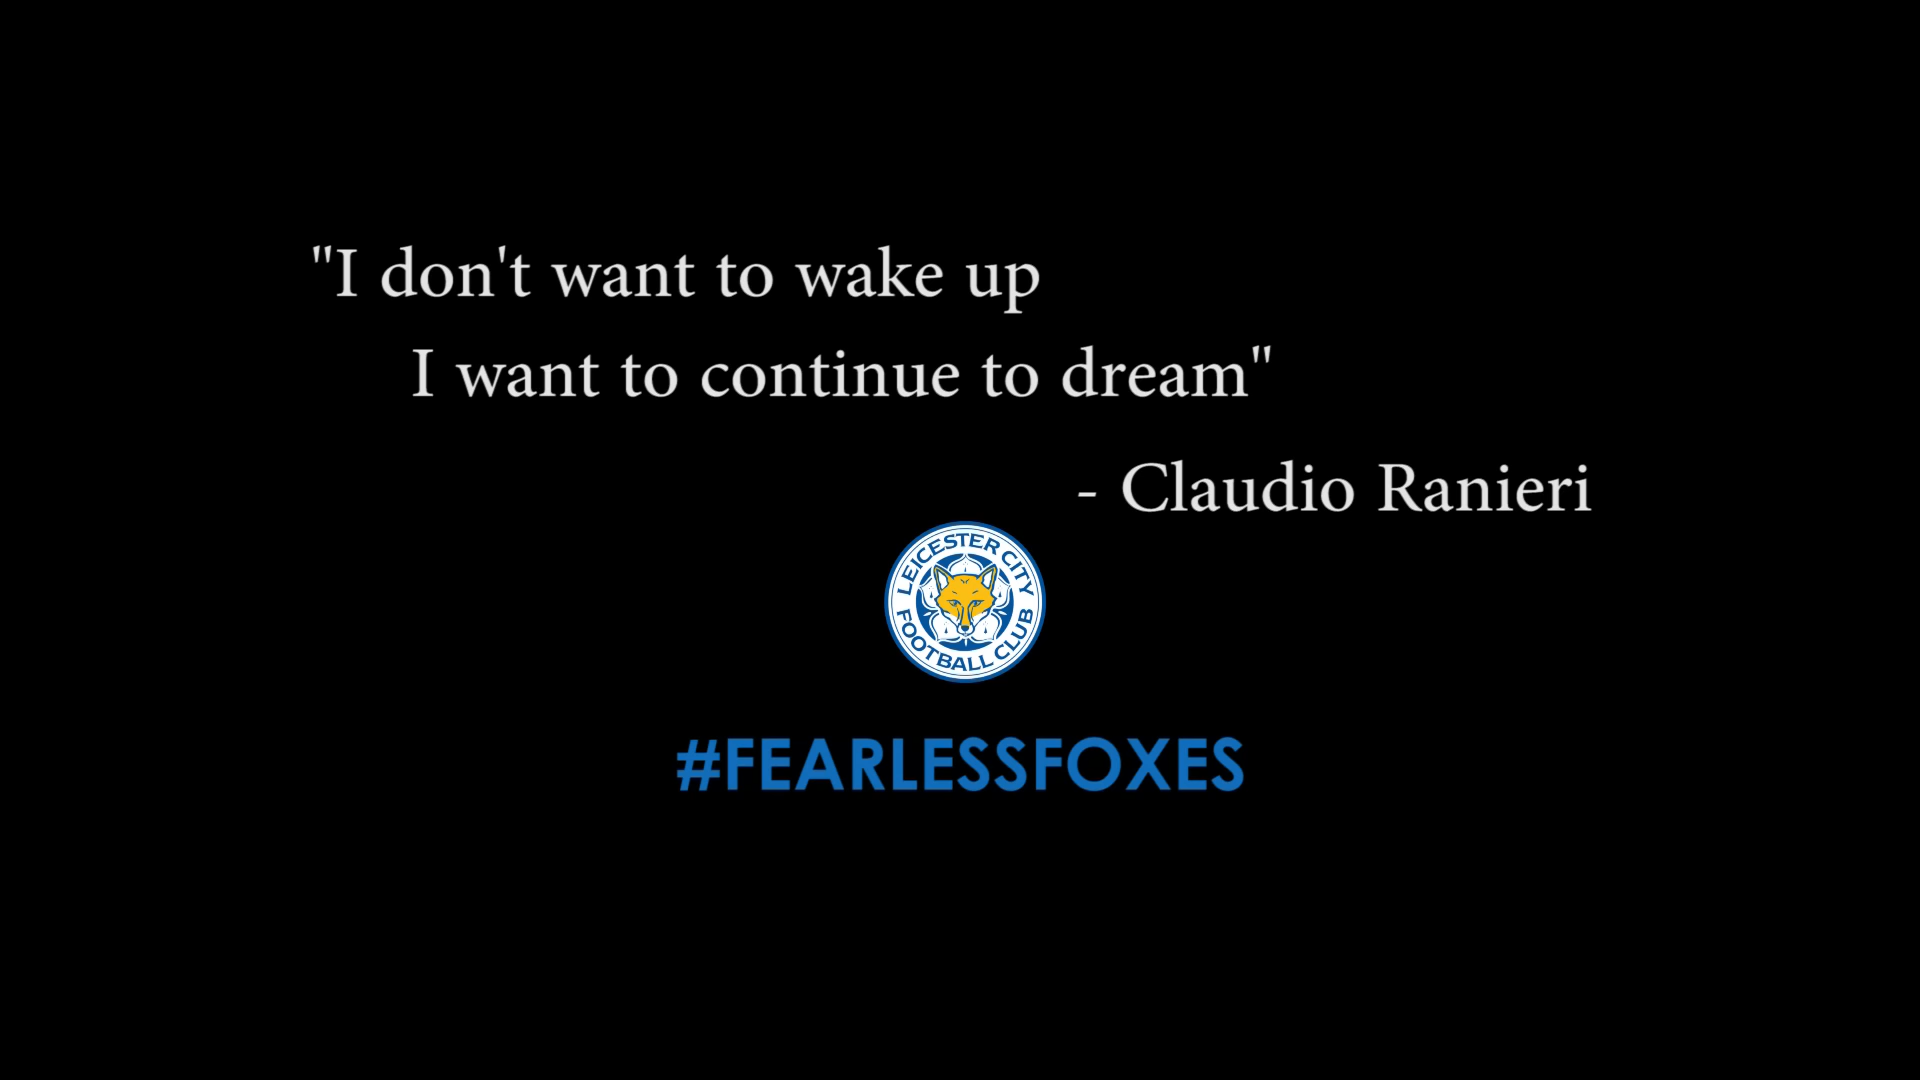 "I don't want to wake up
I want to continue to dream"
- Claudio Ranieri
LEICESTER CITY
FOOTBALL CLUB
#FEARLESSFOXES